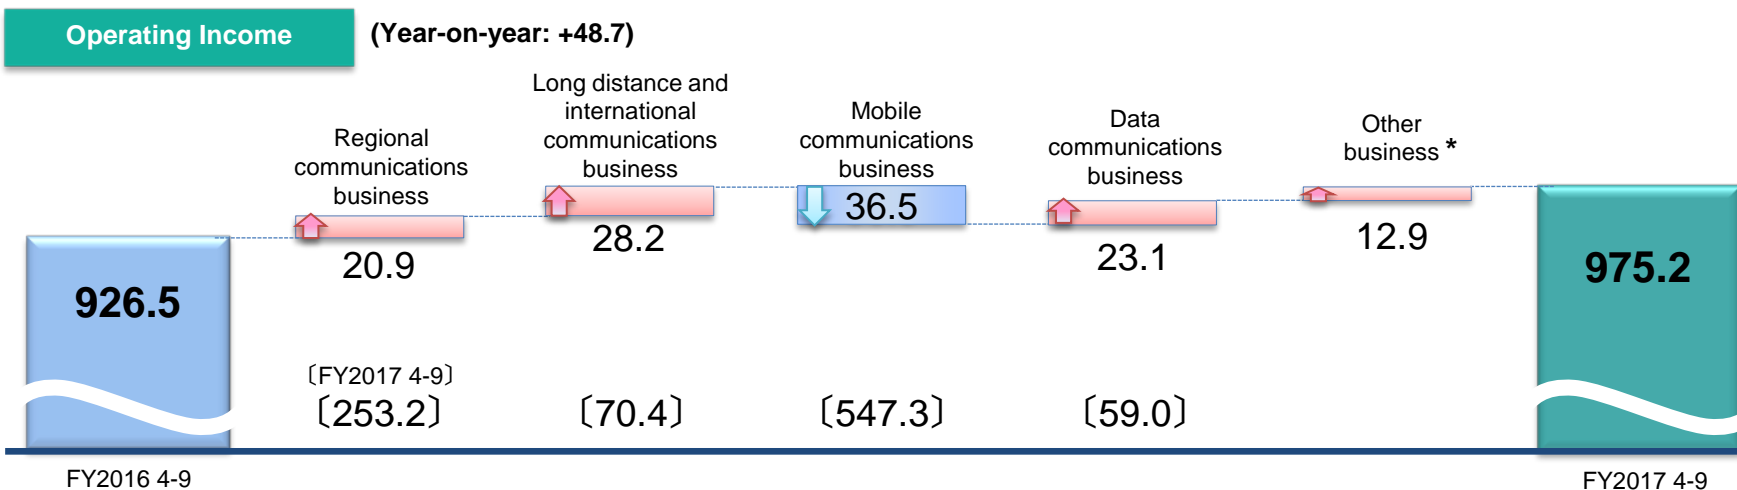 Operating Income
(Year-on-year: +48.7)
Regional
communications
business
Long distance and
international
communications
business
Mobile
communications
business
Data
communications
business
Other
business *
20.9
28.2
36.5
23.1
12.9
926.5
975.2
〔FY2017 4-9〕
〔253.2〕
〔70.4〕
〔547.3〕
〔59.0〕
FY2016 4-9
FY2017 4-9